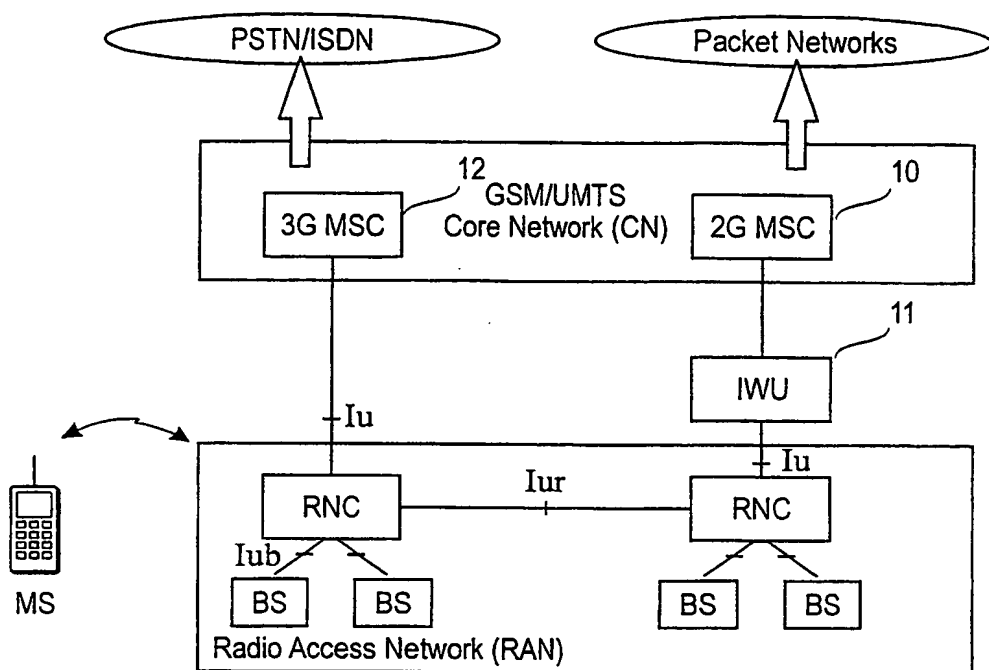 PSTN/ISDN
Packet Networks
12
10
GSM/UMTS
Core Network (CN)
3G MSC
2G MSC
11
IWU
Iu
Iu
RNC
Iur
RNC
Iub
BS
BS
BS
BS
MS
Radio Access Network (RAN)